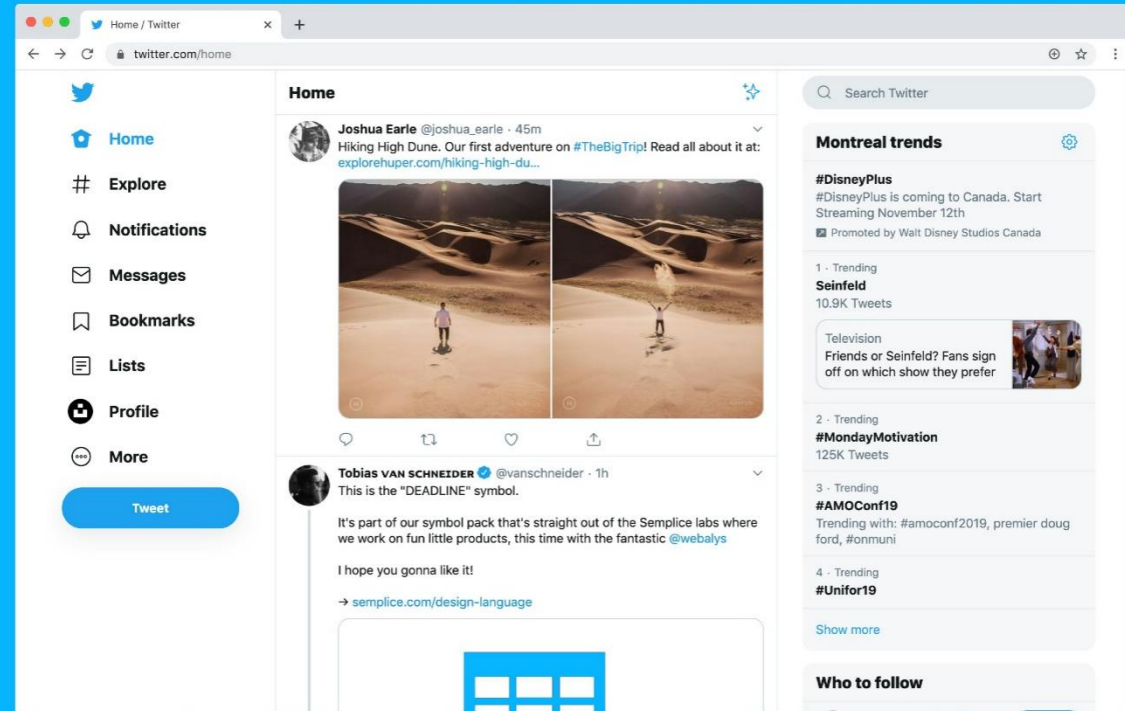 Home / Twitter
twitter.com/home
Home
Explore
Notifications
Messages
Bookmarks
Lists
Profile
More
Tweet
Home
Joshua Earle @joshua_earle · 45m
Hiking High Dune. Our first adventure on #TheBigTrip! Read all about it at:
explorehuper.com/hiking-high-du...
Tobias VAN SCHNEIDER @vanschneider · 1h
This is the "DEADLINE" symbol.
It's part of our symbol pack that's straight out of the Semplice labs where
we work on fun little products, this time with the fantastic @webalys
I hope you gonna like it!
→ semplice.com/design-language
Search Twitter
Montreal trends
#DisneyPlus
#DisneyPlus is coming to Canada. Start
Streaming November 12th
Promoted by Walt Disney Studios Canada
1 · Trending
Seinfeld
10.9K Tweets
Television
Friends or Seinfeld? Fans sign
off on which show they prefer
2 · Trending
#MondayMotivation
125K Tweets
3 · Trending
#AMOConf19
Trending with: #amoconf2019, premier doug
ford, #onmuni
4 · Trending
#Unifor19
Show more
Who to follow